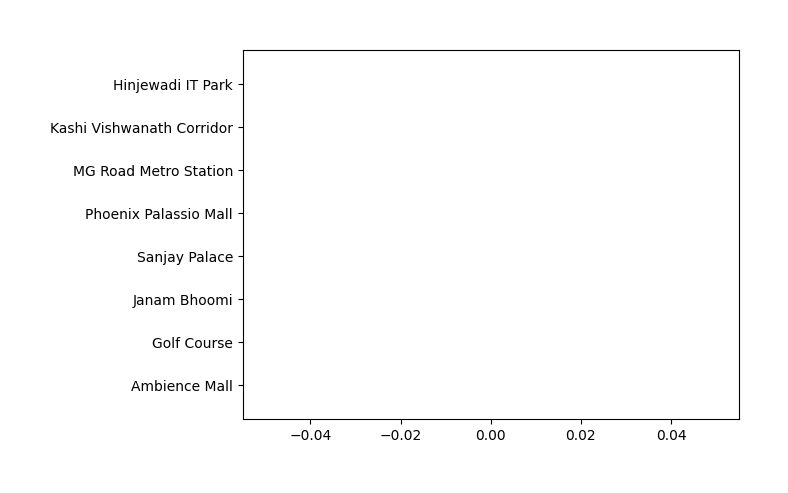 Hinjewadi IT Park
Kashi Vishwanath Corridor
MG Road Metro Station
Phoenix Palassio Mall
Sanjay Palace
Janam Bhoomi
Golf Course
Ambience Mall
−0.04 −0.02 0.00 0.02 0.04